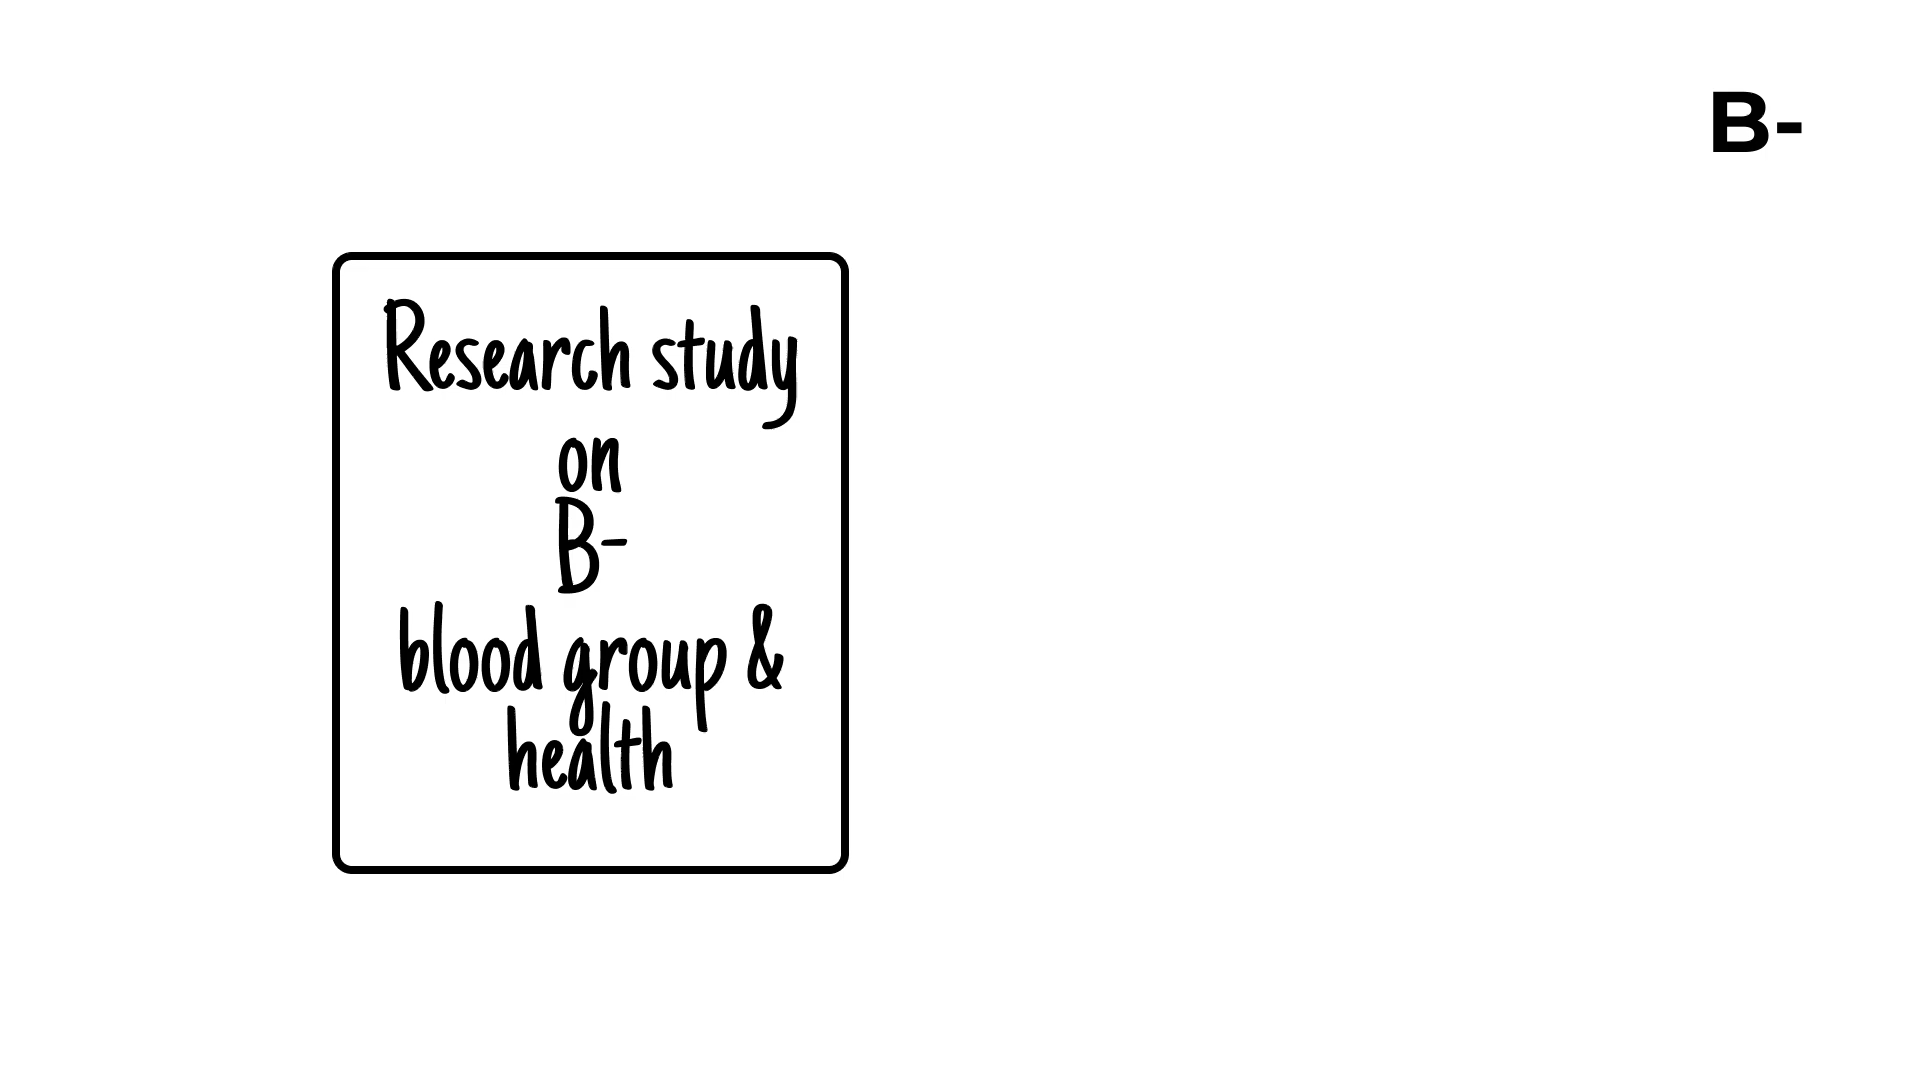 B-
Research study
on
B-
blood group &
health